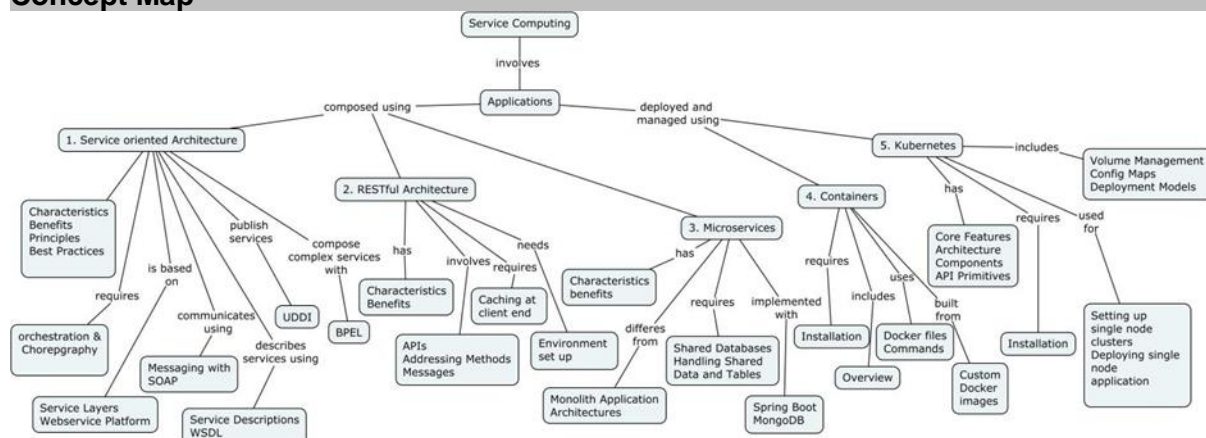 Concept Map
Service Computing
involves
Applications
composed using
deployed and
managed using
1. Service oriented Architecture
Characteristics
Benefits
Principles
Best Practices
requires
orchestration &
Chorepgraphy
is based
on
Service Layers
Webservice Platform
communicates
using
Messaging with
SOAP
describes
services using
Service Descriptions
WSDL
publish
services
UDDI
compose
complex services
with
BPEL
2. RESTful Architecture
has
Characteristics
Benefits
involves
APIs
Addressing Methods
Messages
requires
Caching at
client end
needs
Environment
set up
3. Microservices
has
Characteristics
benefits
differes
from
Monolith Application
Architectures
requires
Shared Databases
Handling Shared
Data and Tables
implemented
with
Spring Boot
MongoDB
4. Containers
requires
Installation
includes
Overview
uses
Docker files
Commands
built
from
Custom
Docker
images
5. Kubernetes
includes
Volume Management
Config Maps
Deployment Models
has
Core Features
Architecture
Components
API Primitives
requires
Installation
used
for
Setting up
single node
clusters
Deploying single
node
application